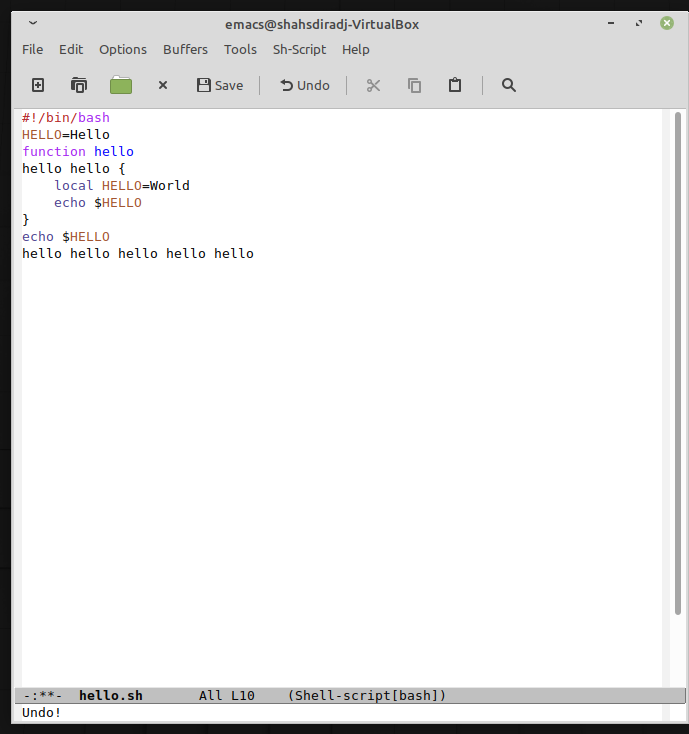 emacs@shahsdiradj-VirtualBox
File Edit Options Buffers Tools Sh-Script Help
Save Undo
#!/bin/bash
HELLO=Hello
function hello
hello hello {
    local HELLO=World
    echo $HELLO
}
echo $HELLO
hello hello hello hello hello
-:**-  hello.sh       All L10    (Shell-script[bash])
Undo!